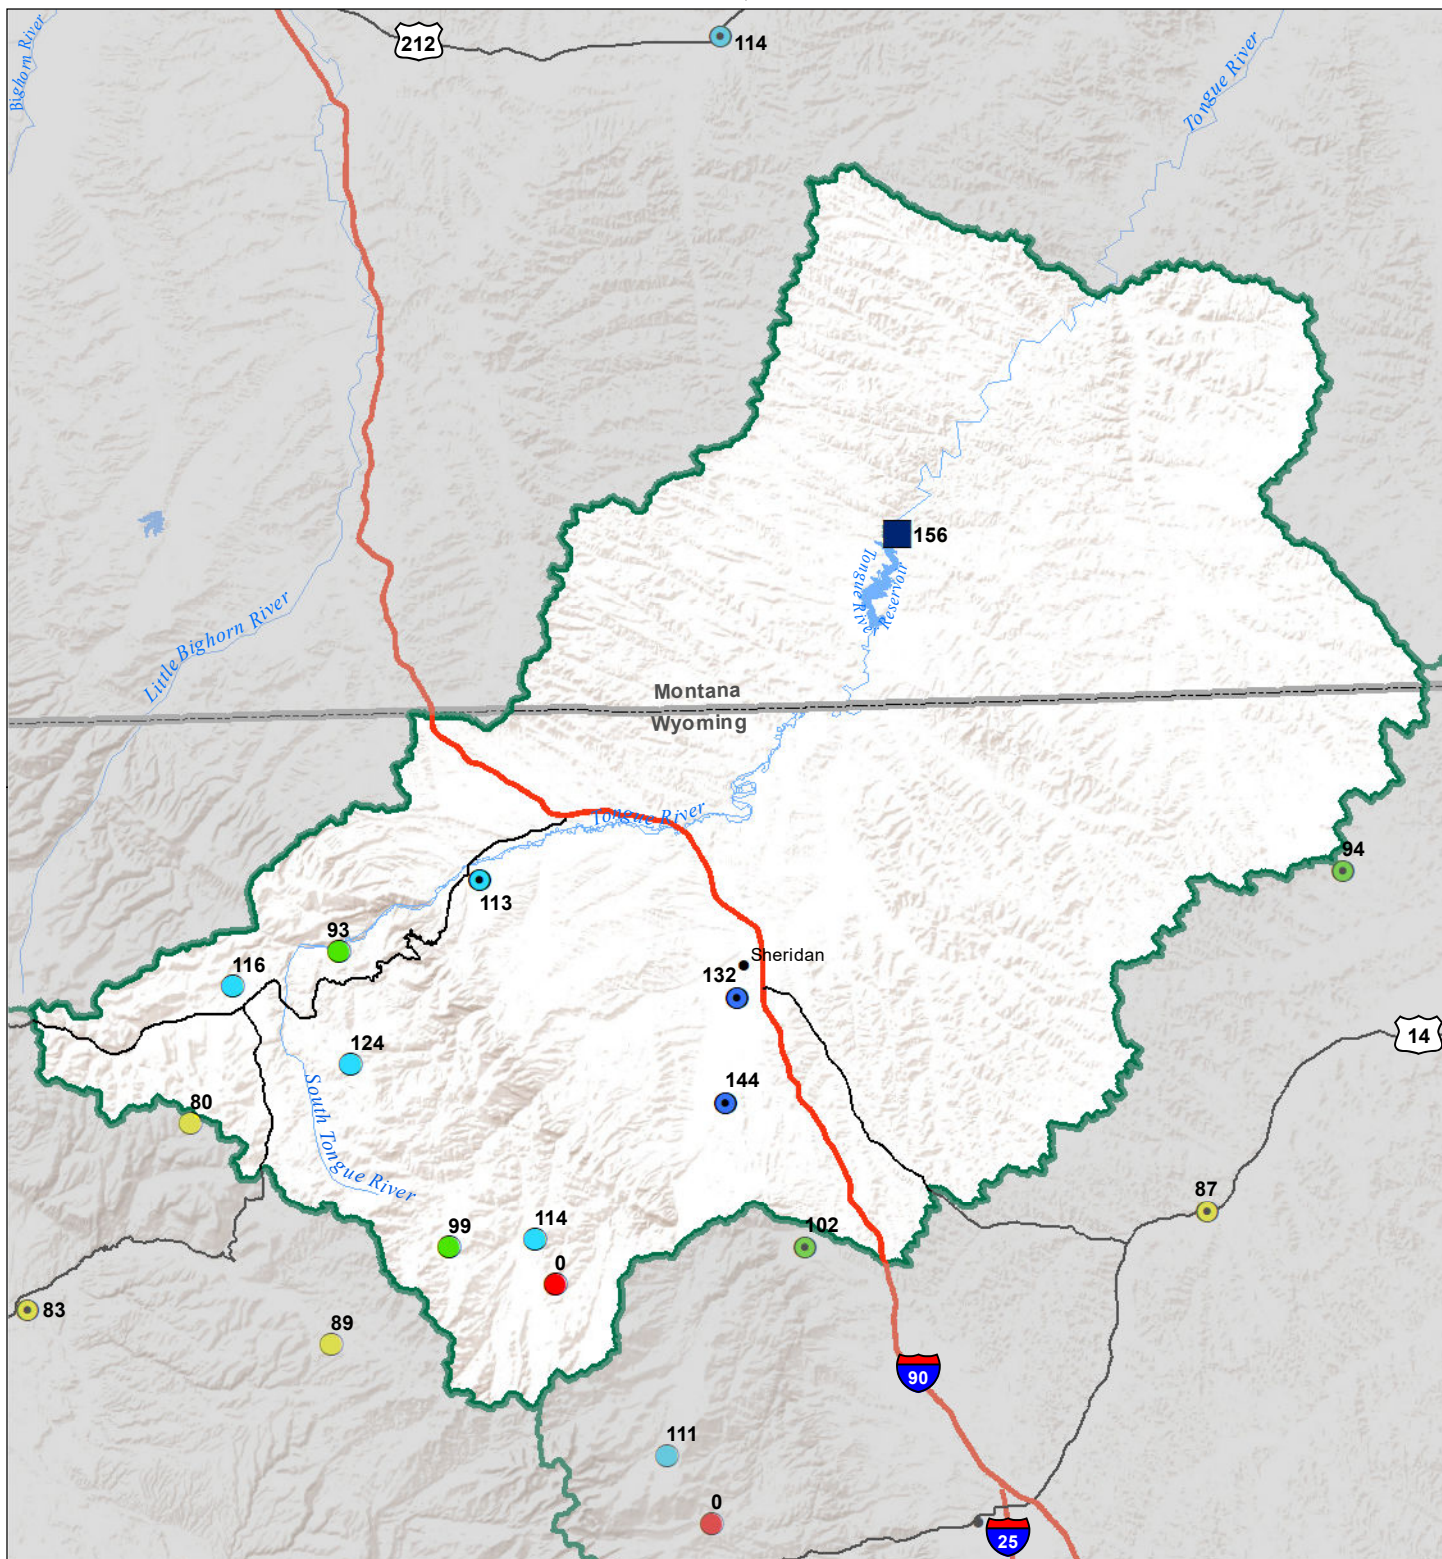 Bighorn River
212
114
Tongue River
156
Tongue River
Reservoir
Little Bighorn River
Montana
Wyoming
Tongue River
94
113
93
116
Sheridan
132
14
124
144
80
South Tongue River
87
99
114
102
0
83
89
90
111
0
25